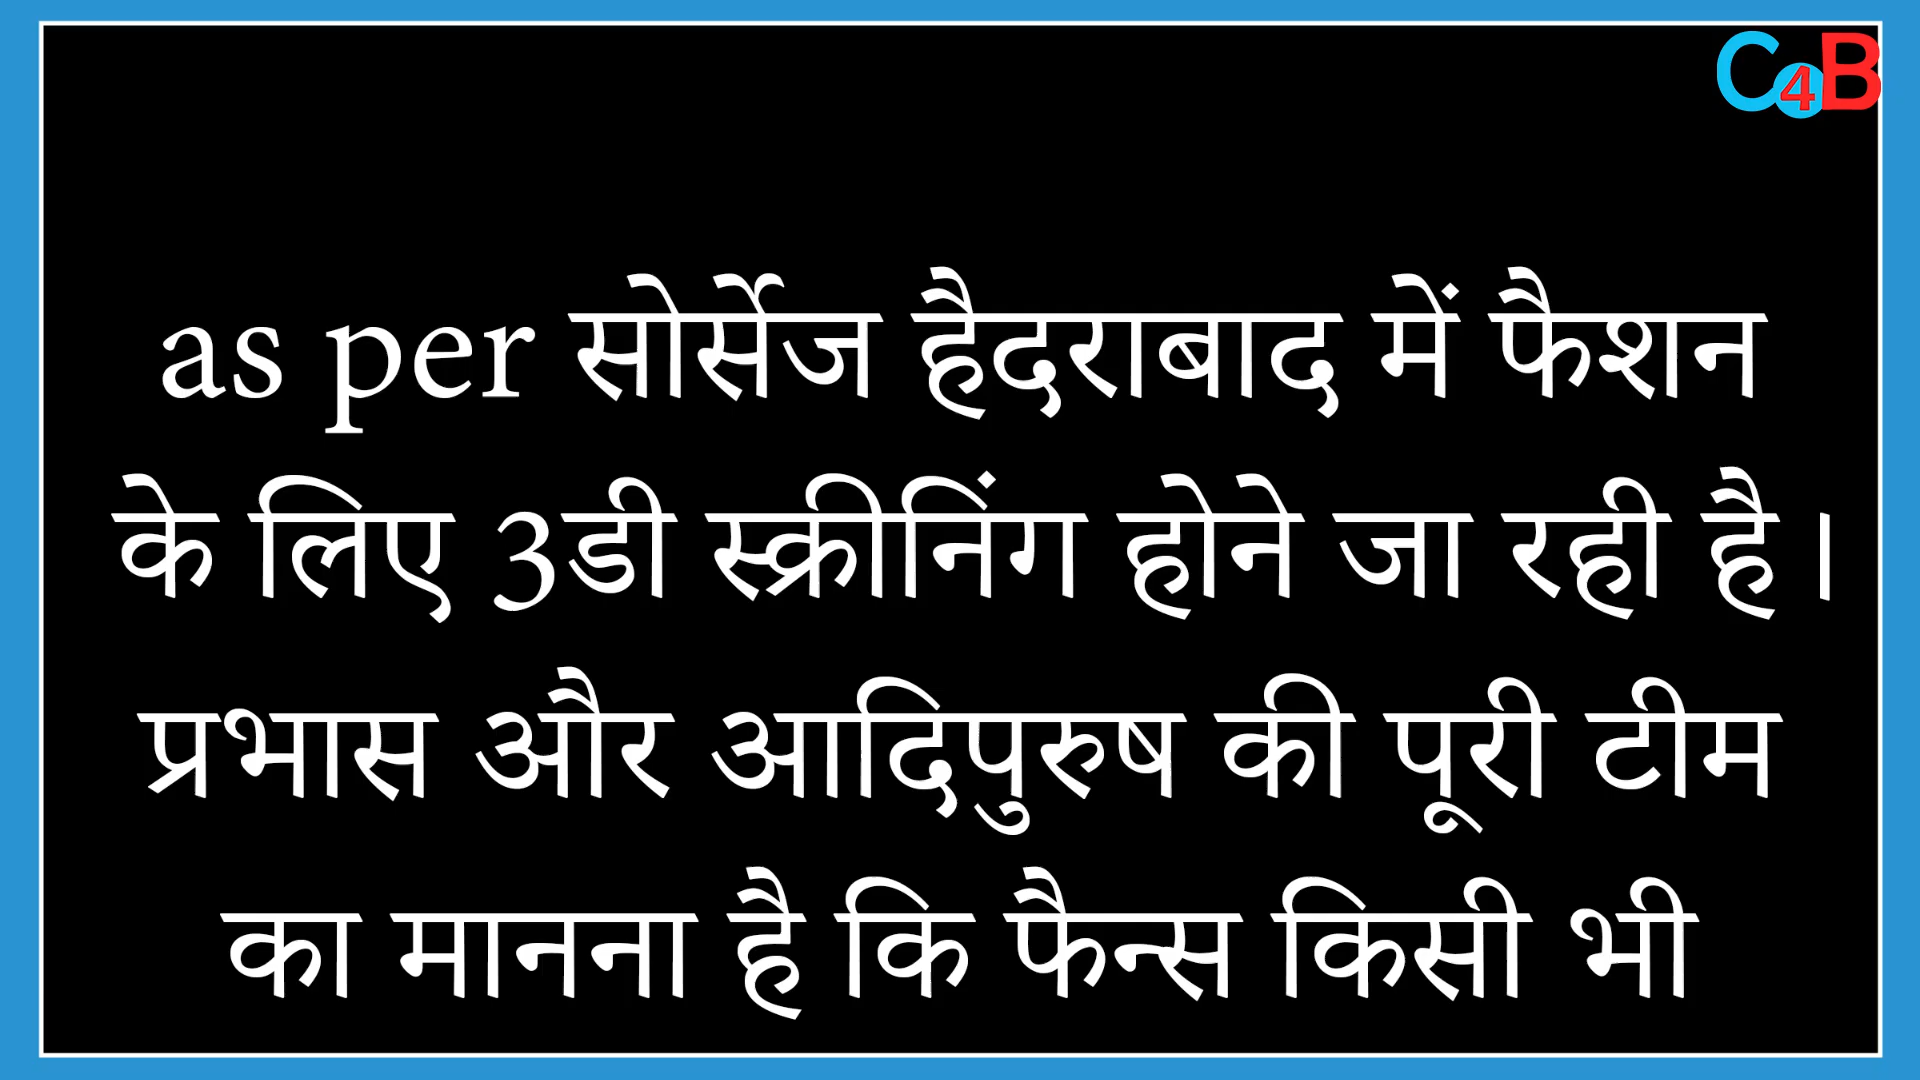 C4B
as per सोर्सेज हैदराबाद में फैशन
के लिए 3डी स्क्रीनिंग होने जा रही है।
प्रभास और आदिपुरुष की पूरी टीम
का मानना है कि फैन्स किसी भी